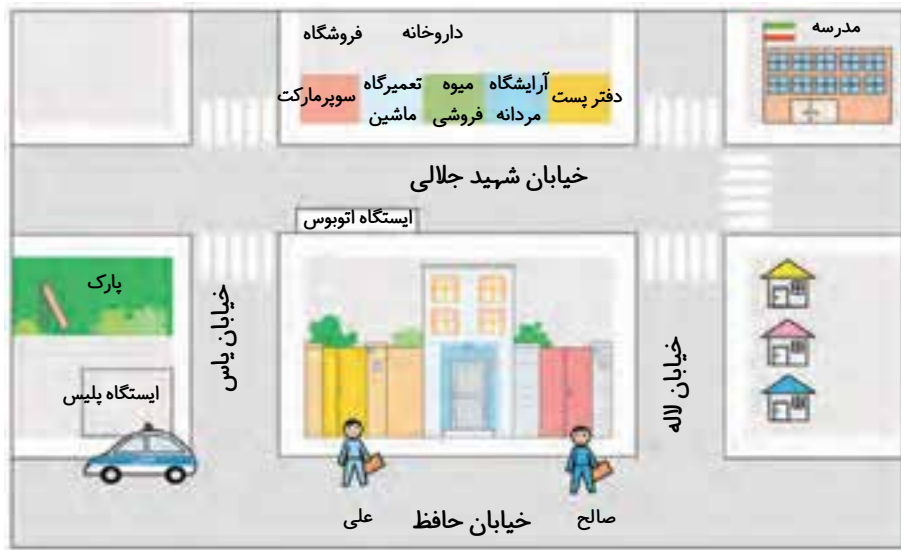 مدرسه
داروخانه
فروشگاه
دفتر پست
آرایشگاه
مردانه
میوه
فروشی
تعمیرگاه
ماشین
سوپرمارکت
خیابان شهید جلالی
ایستگاه اتوبوس
پارک
خیابان یاس
خیابان لاله
ایستگاه پلیس
صالح
خیابان حافظ
علی